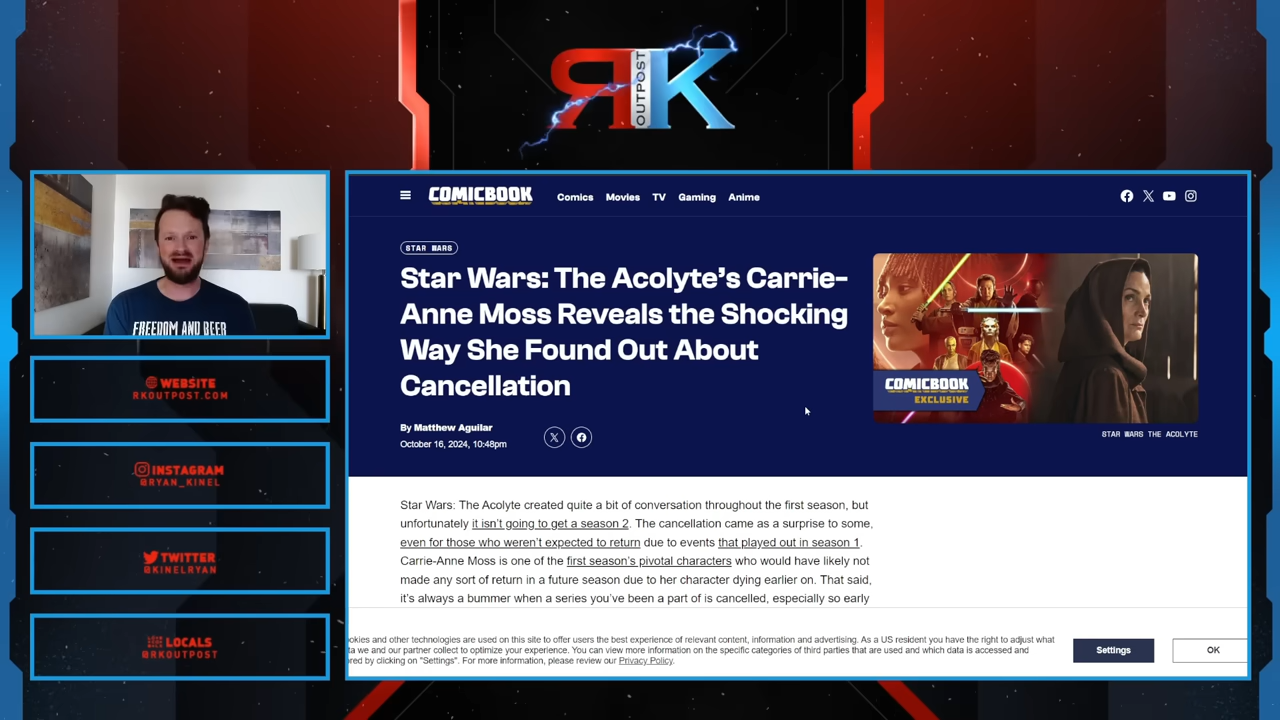 RK
OUTPOST
FREEDOM AND BEER
WEBSITE
RKOUTPOST.COM
INSTAGRAM
@RYAN_KINEL
TWITTER
@KINELRYAN
LOCALS
@RKOUTPOST
COMICBOOK
Comics Movies TV Gaming Anime
STAR WARS
Star Wars: The Acolyte’s Carrie-
Anne Moss Reveals the Shocking
Way She Found Out About
Cancellation
By Matthew Aguilar
October 16, 2024, 10:48pm
COMICBOOK
EXCLUSIVE
STAR WARS THE ACOLYTE
Star Wars: The Acolyte created quite a bit of conversation throughout the first season, but
unfortunately it isn’t going to get a season 2. The cancellation came as a surprise to some,
even for those who weren’t expected to return due to events that played out in season 1.
Carrie-Anne Moss is one of the first season’s pivotal characters who would have likely not
made any sort of return in a future season due to her character dying earlier on. That said,
it’s always a bummer when a series you’ve been a part of is cancelled, especially so early
okies and other technologies are used on this site to offer users the best experience of relevant content, information and advertising. As a US resident you have the right to adjust what
ta we and our partner collect to optimize your experience. You can view more information on the specific categories of third parties that are used and which data is accessed and
red by clicking on "Settings". For more information, please review our Privacy Policy.
Settings
OK